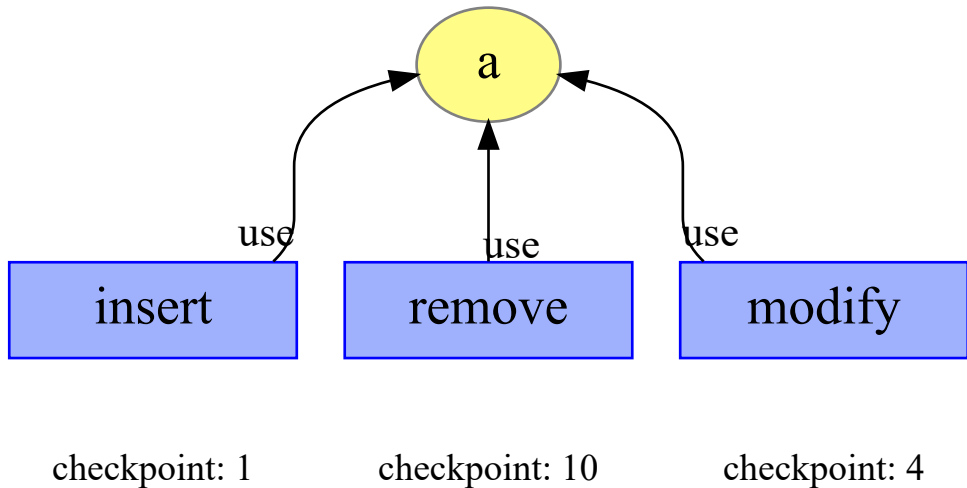 a
use
use
use
insert
remove
modify
checkpoint: 1
checkpoint: 10
checkpoint: 4